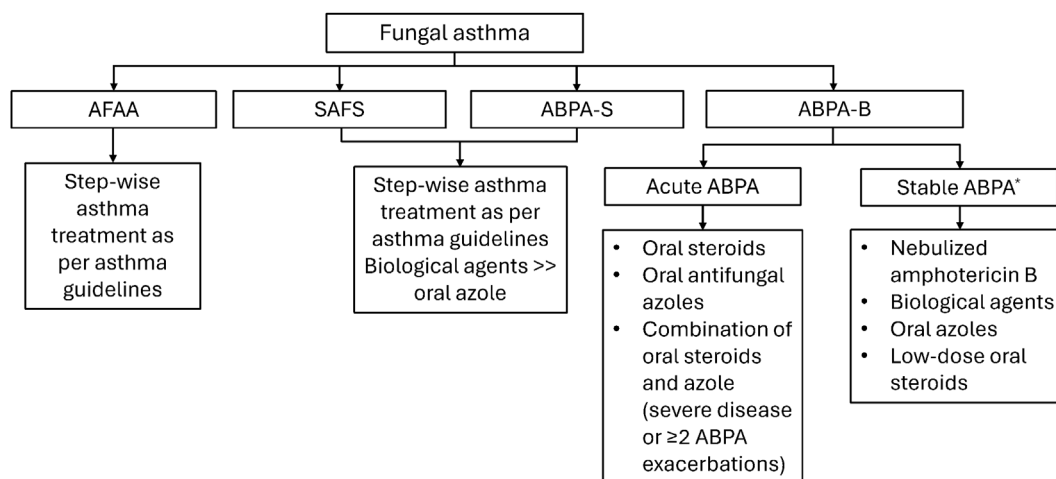 Fungal asthma
AFAA
SAFS
ABPA-S
ABPA-B
Step-wise
asthma
treatment as
per asthma
guidelines
Step-wise asthma
treatment as per
asthma guidelines
Biological agents >>
oral azole
Acute ABPA
Stable ABPA*
• Oral steroids
• Oral antifungal
azoles
• Combination of
oral steroids
and azole
(severe disease
or ≥2 ABPA
exacerbations)
• Nebulized
amphotericin B
• Biological agents
• Oral azoles
• Low-dose oral
steroids